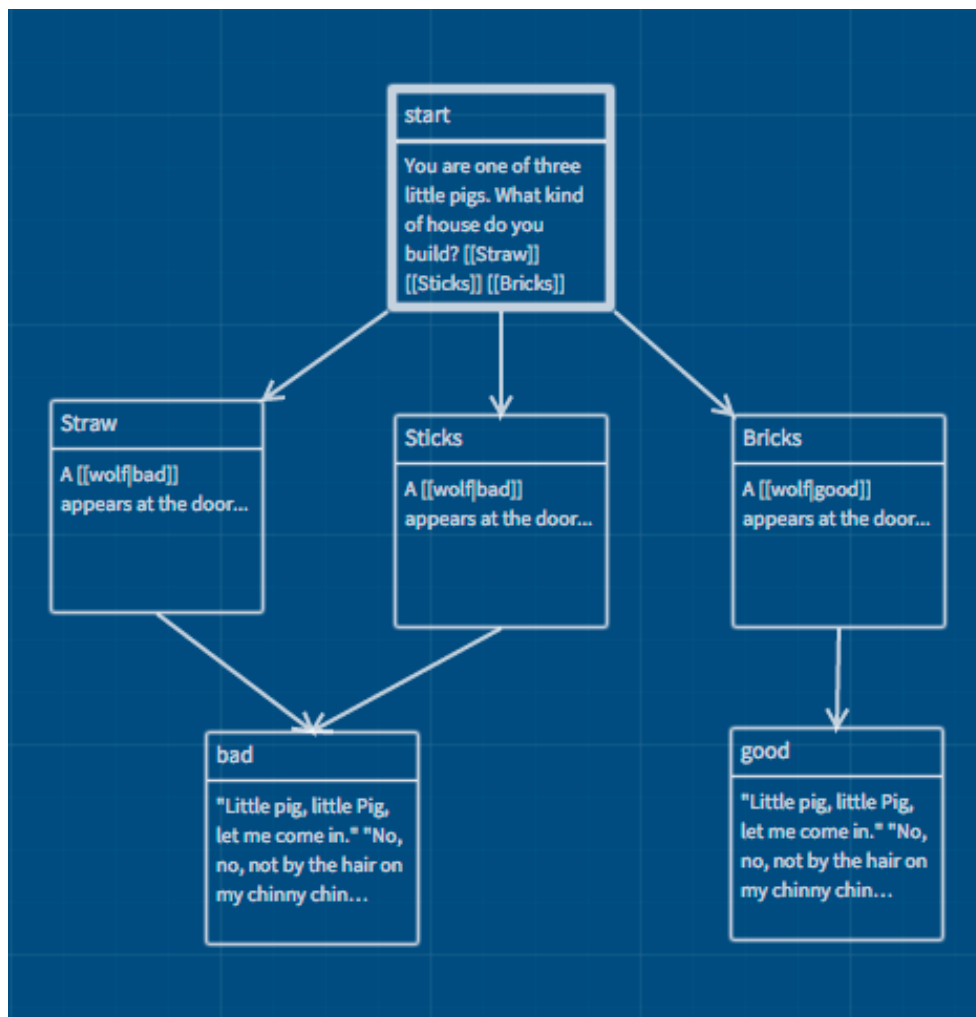 start
You are one of three
little pigs. What kind
of house do you
build? [[Straw]]
[[Sticks]] [[Bricks]]
Straw
A [[wolf|bad]]
appears at the door...
Sticks
A [[wolf|bad]]
appears at the door...
Bricks
A [[wolf|good]]
appears at the door...
bad
"Little pig, little Pig,
let me come in." "No,
no, not by the hair on
my chinny chin...
good
"Little pig, little Pig,
let me come in." "No,
no, not by the hair on
my chinny chin...